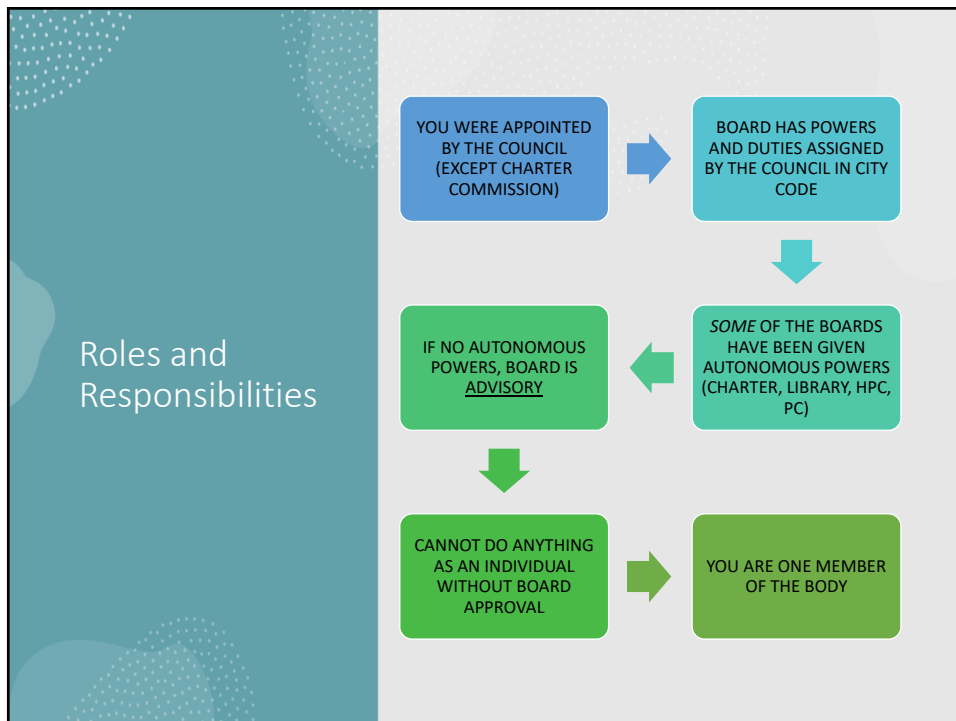 Roles and
Responsibilities
YOU WERE APPOINTED
BY THE COUNCIL
(EXCEPT CHARTER
COMMISSION)
BOARD HAS POWERS
AND DUTIES ASSIGNED
BY THE COUNCIL IN CITY
CODE
SOME OF THE BOARDS
HAVE BEEN GIVEN
AUTONOMOUS POWERS
(CHARTER, LIBRARY, HPC,
PC)
IF NO AUTONOMOUS
POWERS, BOARD IS
ADVISORY
CANNOT DO ANYTHING
AS AN INDIVIDUAL
WITHOUT BOARD
APPROVAL
YOU ARE ONE MEMBER
OF THE BODY